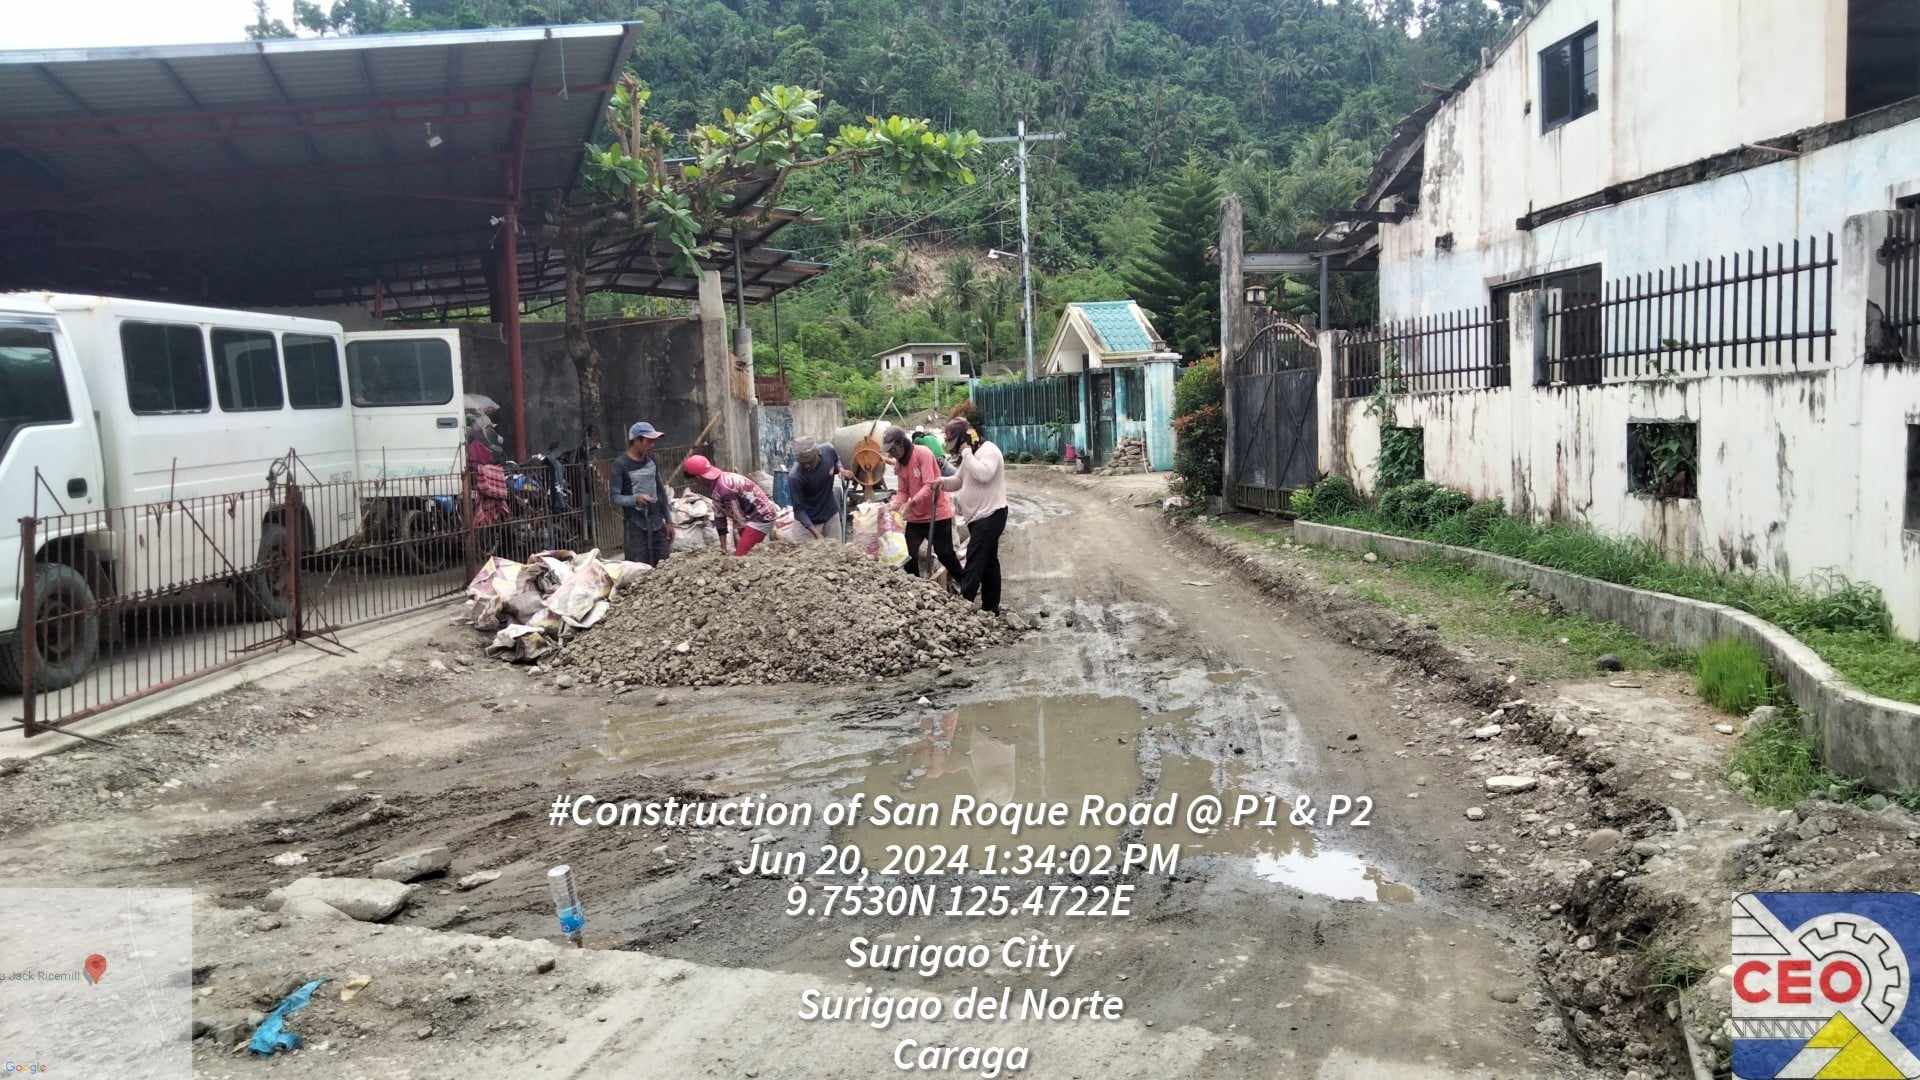 #Construction of San Roque Road @ P1 & P2
Jun 20, 2024 1:34:02 PM
9.7530N 125.4722E
Surigao City
Surigao del Norte
Caraga
Jack Ricemill
Google
CEO